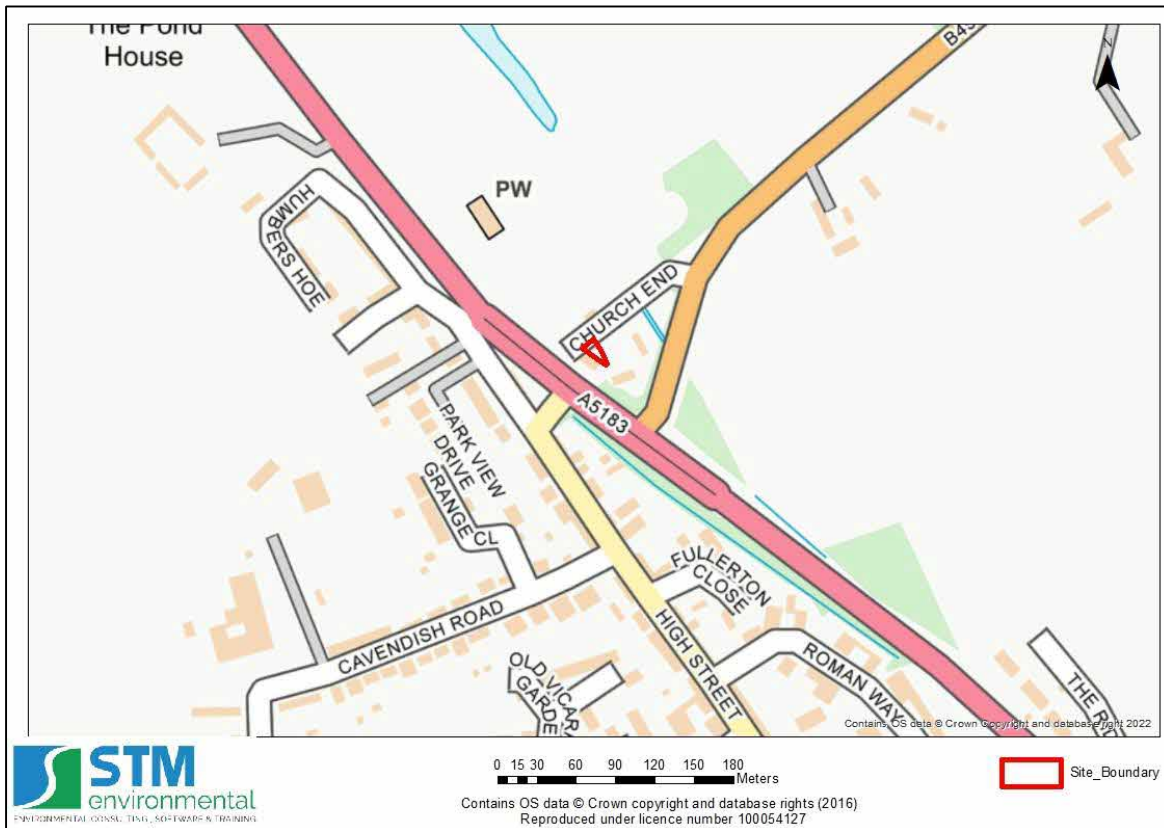 The Pond
House
PW
HUMBERS HOE
CHURCH END
A5183
PARK VIEW
DRIVE
GRANGE
CL
FULLERTON
CLOSE
CAVENDISH ROAD
HIGH STREET
ROMAN WAY
OLD VICAR
GARDE
THE RID
Contains OS data © Crown Copyright and database right 2022
STM
environmental
ENVIRONMENTAL CONSULTING, SOFTWARE & TRAINING
0 15 30 60 90 120 150 180
Meters
Contains OS data © Crown copyright and database rights (2016)
Reproduced under licence number 100054127
Site_Boundary